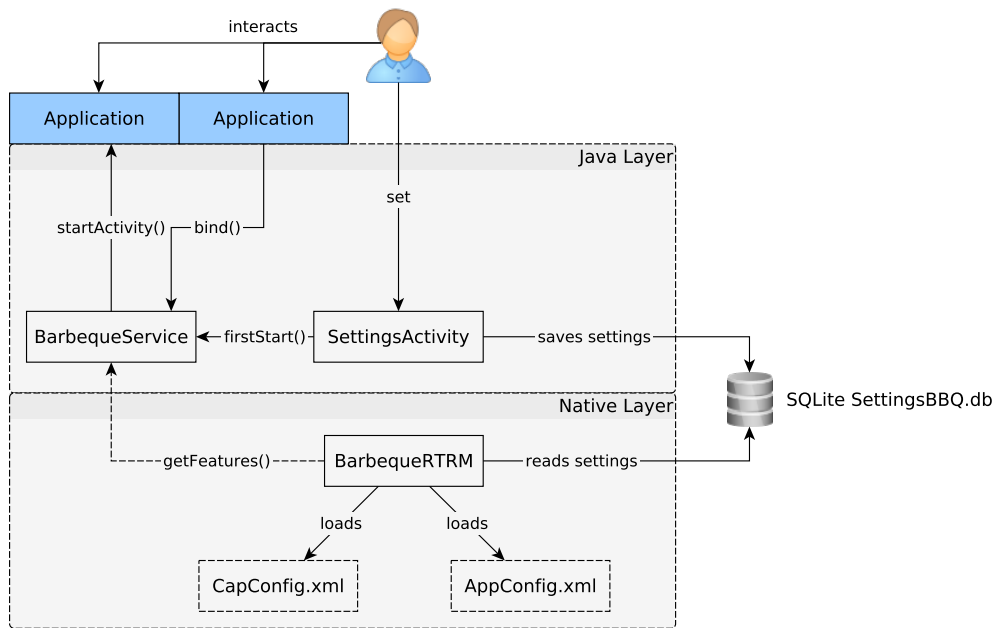 interacts
Application
Application
Java Layer
set
startActivity()
bind()
BarbequeService
firstStart()
SettingsActivity
saves settings
SQLite SettingsBBQ.db
Native Layer
getFeatures()
BarbequeRTRM
reads settings
loads
loads
CapConfig.xml
AppConfig.xml